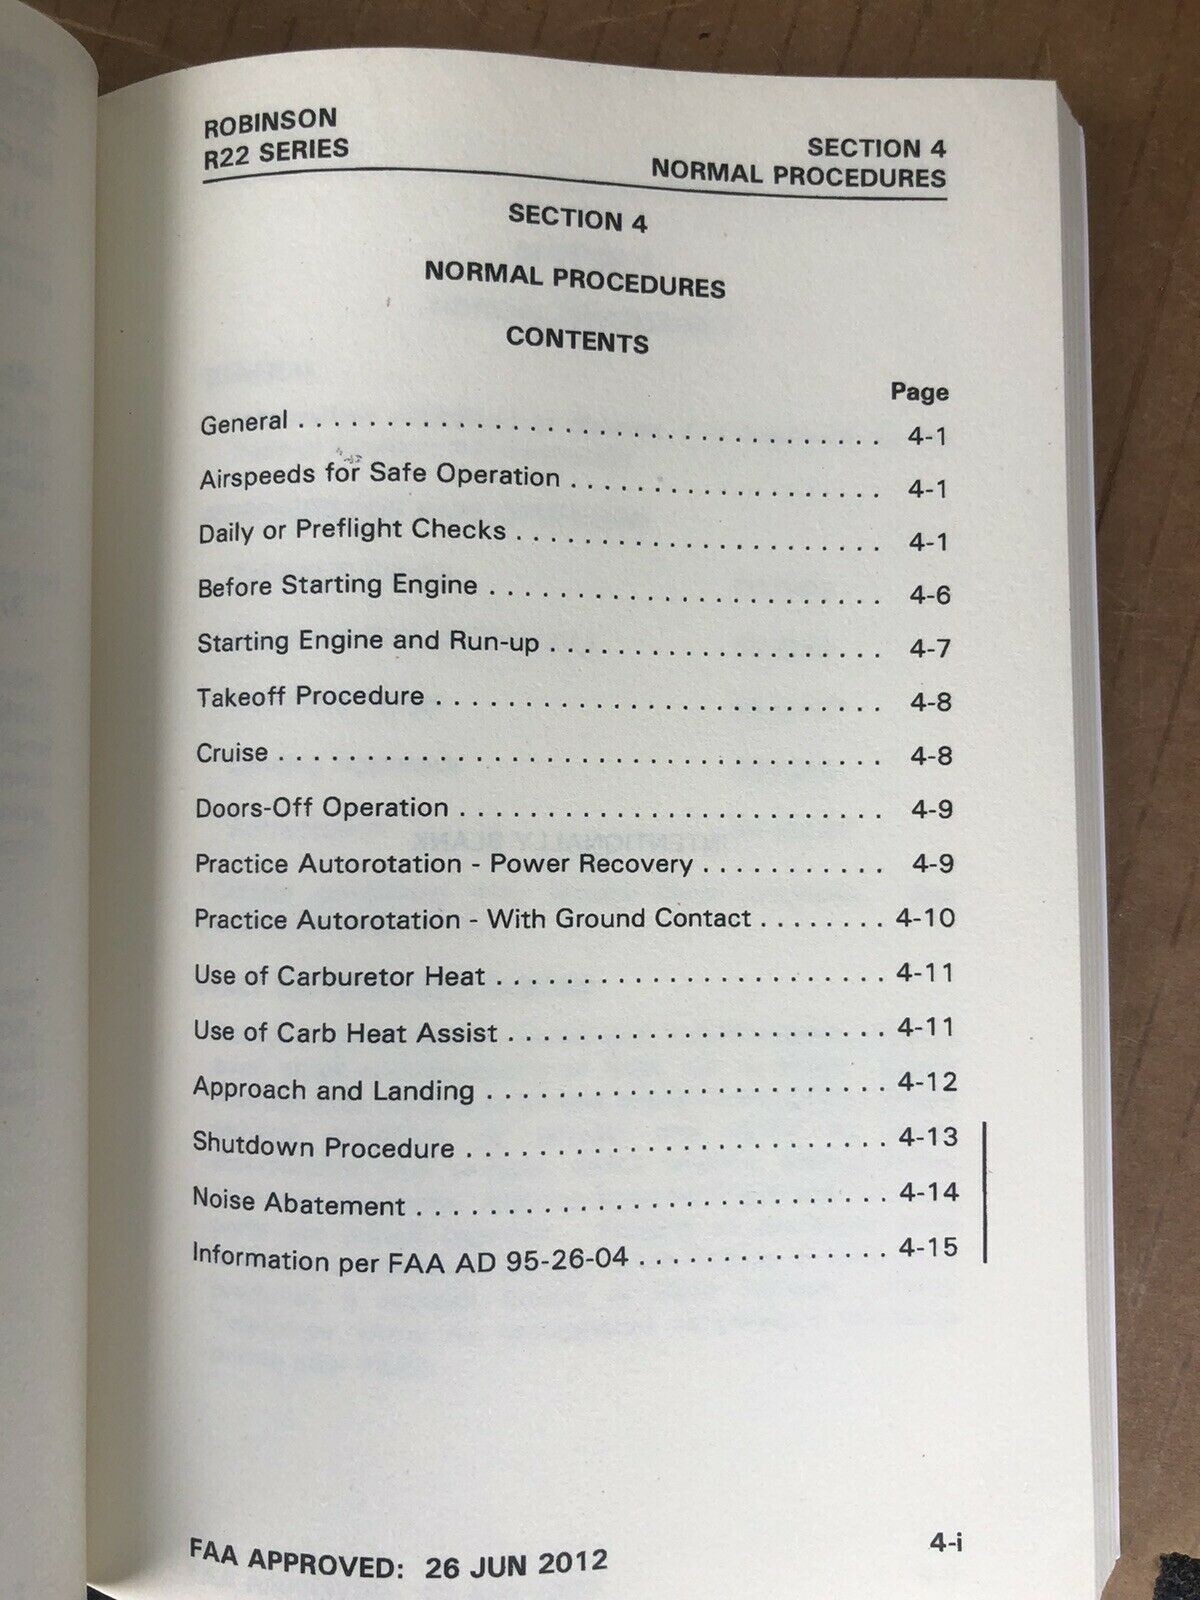 ROBINSON
R22 SERIES
SECTION 4
NORMAL PROCEDURES
SECTION 4
NORMAL PROCEDURES
CONTENTS
Page
General . . . . . . . . . . . . . . . . . . . . . . . . . . . . . . . . . 4-1
Airspeeds for Safe Operation . . . . . . . . . . . . . . . . . . 4-1
Daily or Preflight Checks . . . . . . . . . . . . . . . . . . . . . 4-1
Before Starting Engine . . . . . . . . . . . . . . . . . . . . . . 4-6
Starting Engine and Run-up . . . . . . . . . . . . . . . . . . . 4-7
Takeoff Procedure . . . . . . . . . . . . . . . . . . . . . . . . . 4-8
Cruise . . . . . . . . . . . . . . . . . . . . . . . . . . . . . . . . . . 4-8
Doors-Off Operation . . . . . . . . . . . . . . . . . . . . . . . . 4-9
Practice Autorotation - Power Recovery . . . . . . . . . . . 4-9
Practice Autorotation - With Ground Contact . . . . . . . . 4-10
Use of Carburetor Heat . . . . . . . . . . . . . . . . . . . . . . 4-11
Use of Carb Heat Assist . . . . . . . . . . . . . . . . . . . . . 4-11
Approach and Landing . . . . . . . . . . . . . . . . . . . . . . . 4-12
Shutdown Procedure . . . . . . . . . . . . . . . . . . . . . . . . 4-13
Noise Abatement . . . . . . . . . . . . . . . . . . . . . . . . . . 4-14
Information per FAA AD 95-26-04 . . . . . . . . . . . . . . 4-15
FAA APPROVED: 26 JUN 2012
4-i